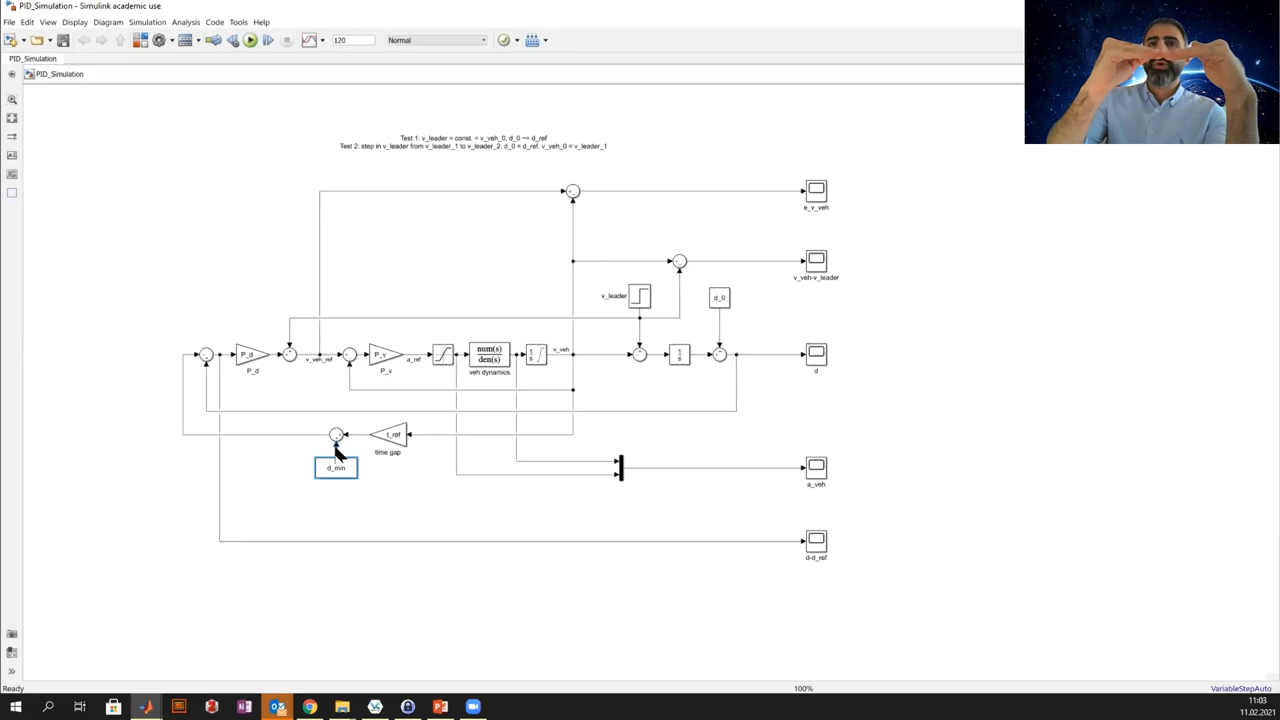 PID_Simulation - Simulink academic use
File Edit View Display Diagram Simulation Analysis Code Tools Help
120
Normal
PID_Simulation
PID_Simulation
Test 1: v_leader = const. = v_veh_0, d_0 ~= d_ref
Test 2: step in v_leader from v_leader_1 to v_leader_2. d_0 = d_ref. v_veh_0 = v_leader_1
e_v_veh
v_veh-v_leader
v_leader
d_0
P_d
P_d
v_veh_ref
P_v
P_v
a_ref
num(s)
den(s)
veh dynamics
1
s
v_veh
1
s
d
t_ref
time gap
d_min
a_veh
d-d_ref
Ready
100%
VariableStepAuto
11:03
11.02.2021